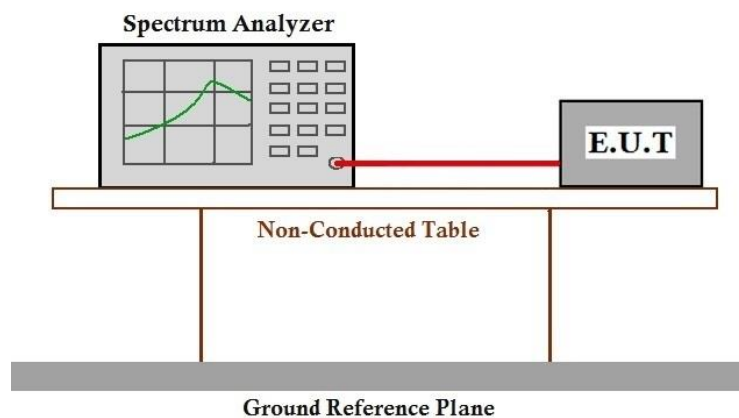 Spectrum Analyzer
E.U.T
Non-Conducted Table
Ground Reference Plane